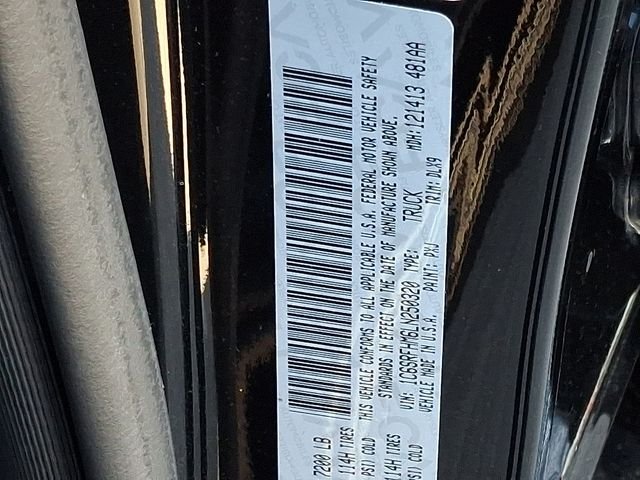 7200 LB
114H TIRES
PSI) COLD
THIS VEHICLE CONFORMS TO ALL APPLICABLE U.S.A. FEDERAL MOTOR VEHICLE SAFETY
STANDARDS IN EFFECT ON THE DATE OF MANUFACTURE SHOWN ABOVE.
114H TIRES
VIN: 1C6SRFHM6LN260320 TYPE: TRUCK MDH: 121413 481AA
PSI) COLD
VEHICLE MADE IN U.S.A. PAINT: PXJ TRIM: DLX9